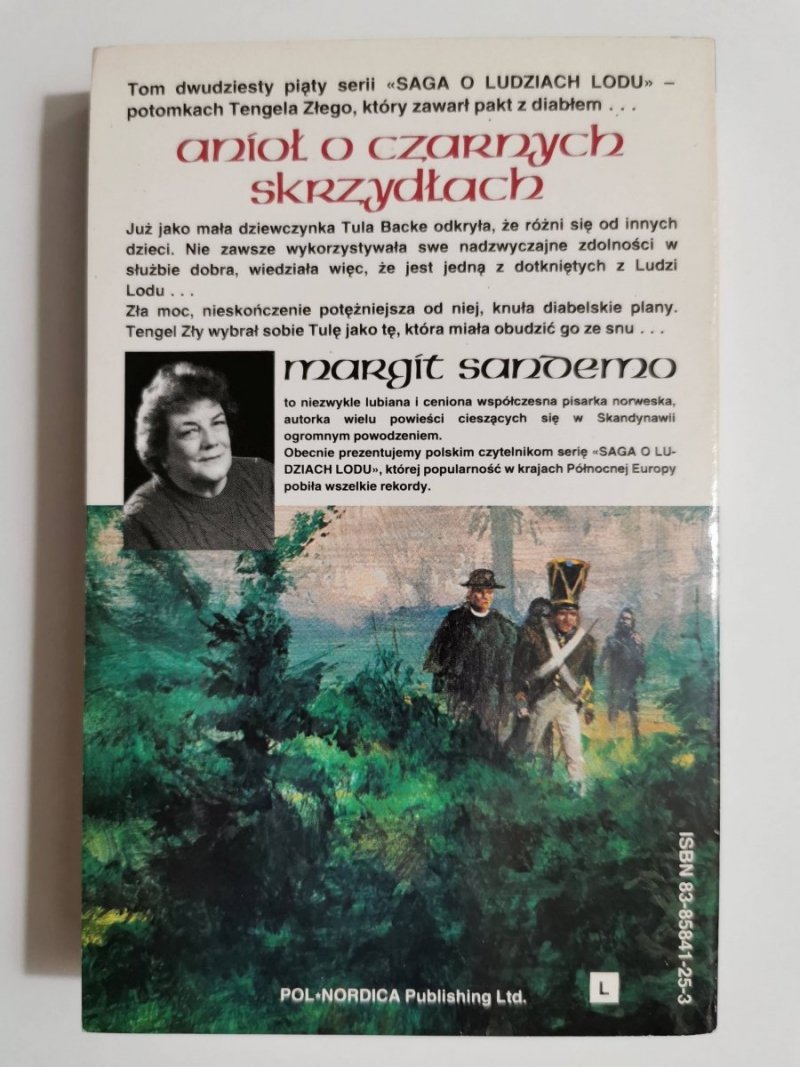 Tom dwudziesty piąty serii «SAGA O LUDZIACH LODU» –
potomkach Tengela Złego, który zawarł pakt z diabłem . . .
anioł o czarnych
skrzydłach
Już jako mała dziewczynka Tula Backe odkryła, że różni się od innych
dzieci. Nie zawsze wykorzystywała swe nadzwyczajne zdolności w
służbie dobra, wiedziała więc, że jest jedną z dotkniętych z Ludzi
Lodu . . .
Zła moc, nieskończenie potężniejsza od niej, knuła diabelskie plany.
Tengel Zły wybrał sobie Tulę jako tę, która miała obudzić go ze snu . . .
margit sandemo
to niezwykle lubiana i ceniona współczesna pisarka norweska,
autorka wielu powieści cieszących się w Skandynawii
ogromnym powodzeniem.
Obecnie prezentujemy polskim czytelnikom serię «SAGA O LU-
DZIACH LODU», której popularność w krajach Północnej Europy
pobiła wszelkie rekordy.
ISBN 83-85841-25-3
POL★NORDICA Publishing Ltd.
L